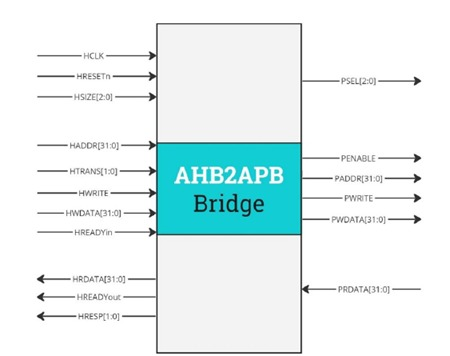 HCLK
HRESETn
HSIZE[2:0]
PSEL[2:0]
HADDR[31:0]
HTRANS[1:0]
HWRITE
HWDATA[31:0]
HREADYin
AHB2APB
Bridge
PENABLE
PADDR[31:0]
PWRITE
PWDATA[31:0]
HRDATA[31:0]
HREADYout
HRESP[1:0]
PRDATA[31:0]